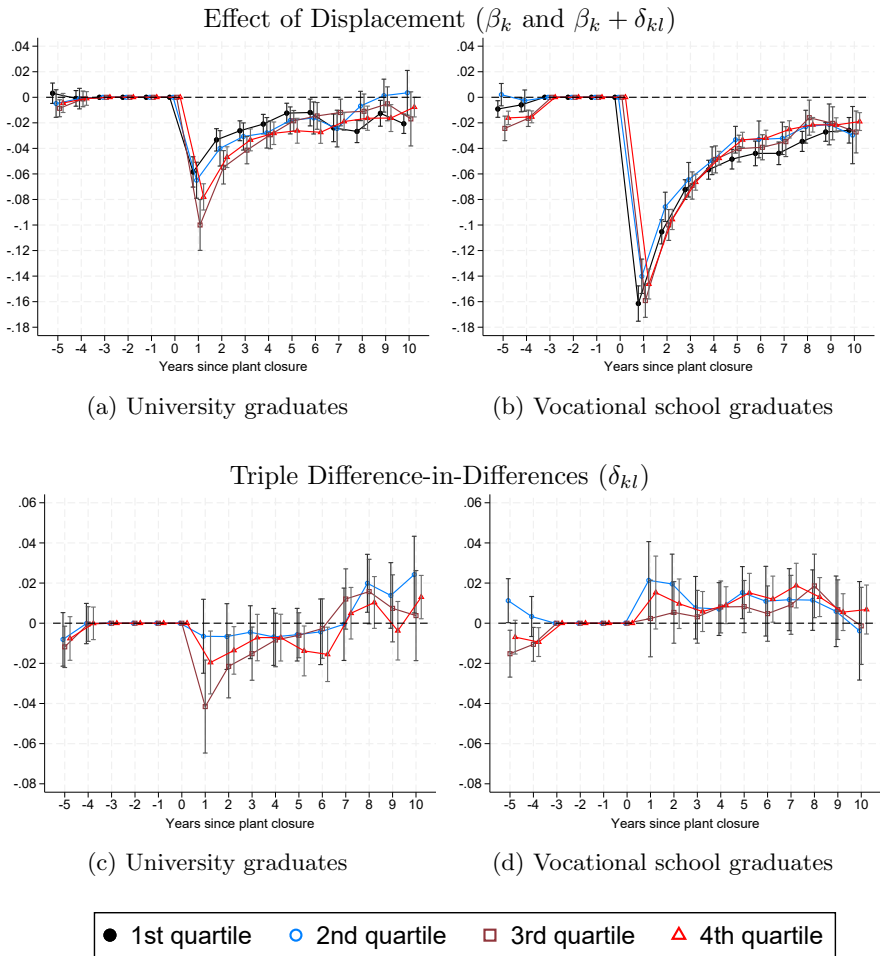 Effect of Displacement (βₖ and βₖ + δₖₗ)
.04
.02
0
-.02
-.04
-.06
-.08
-.1
-.12
-.14
-.16
-.18
-5 -4 -3 -2 -1 0 1 2 3 4 5 6 7 8 9 10
Years since plant closure
(a) University graduates
.04
.02
0
-.02
-.04
-.06
-.08
-.1
-.12
-.14
-.16
-.18
-5 -4 -3 -2 -1 0 1 2 3 4 5 6 7 8 9 10
Years since plant closure
(b) Vocational school graduates
Triple Difference-in-Differences (δₖₗ)
.06
.04
.02
0
-.02
-.04
-.06
-.08
-5 -4 -3 -2 -1 0 1 2 3 4 5 6 7 8 9 10
Years since plant closure
(c) University graduates
.06
.04
.02
0
-.02
-.04
-.06
-.08
-5 -4 -3 -2 -1 0 1 2 3 4 5 6 7 8 9 10
Years since plant closure
(d) Vocational school graduates
1st quartile 2nd quartile 3rd quartile 4th quartile